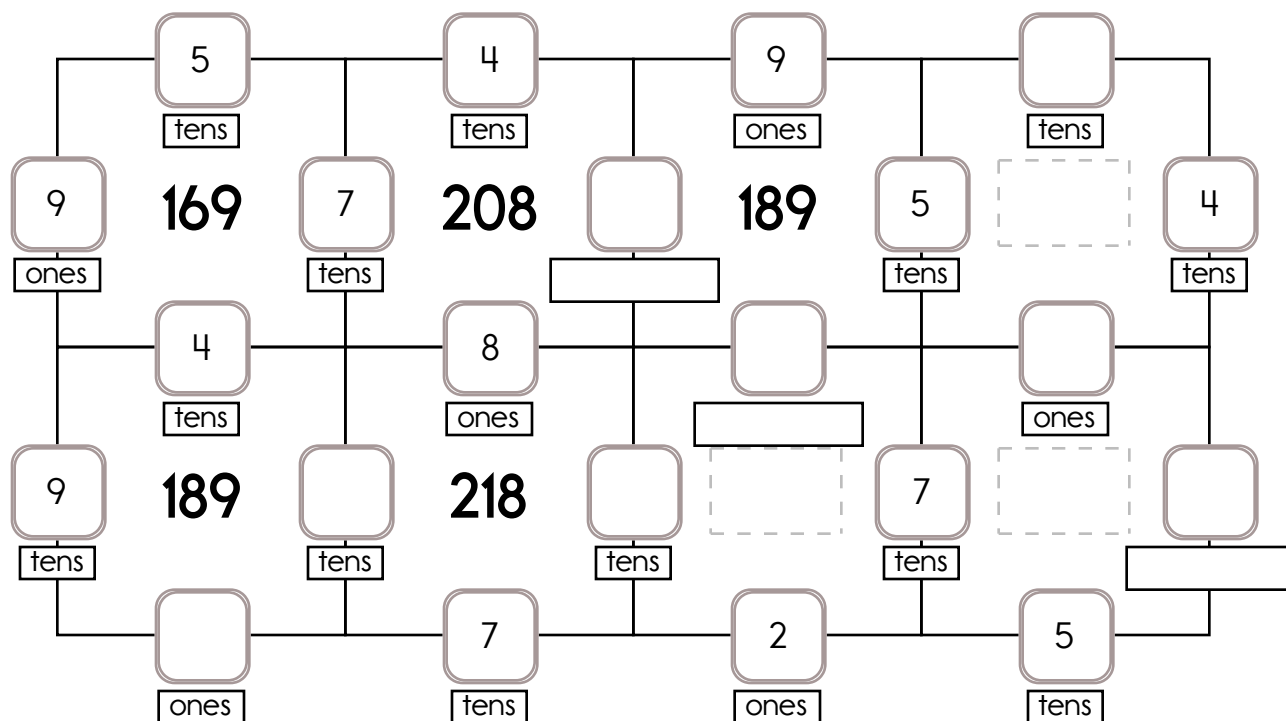 5 4 9
tens tens ones tens
9 169 7 208 189 5 4
ones tens tens tens
4 8
tens ones ones
9 189 218 7
tens tens tens tens
7 2 5
ones tens ones tens